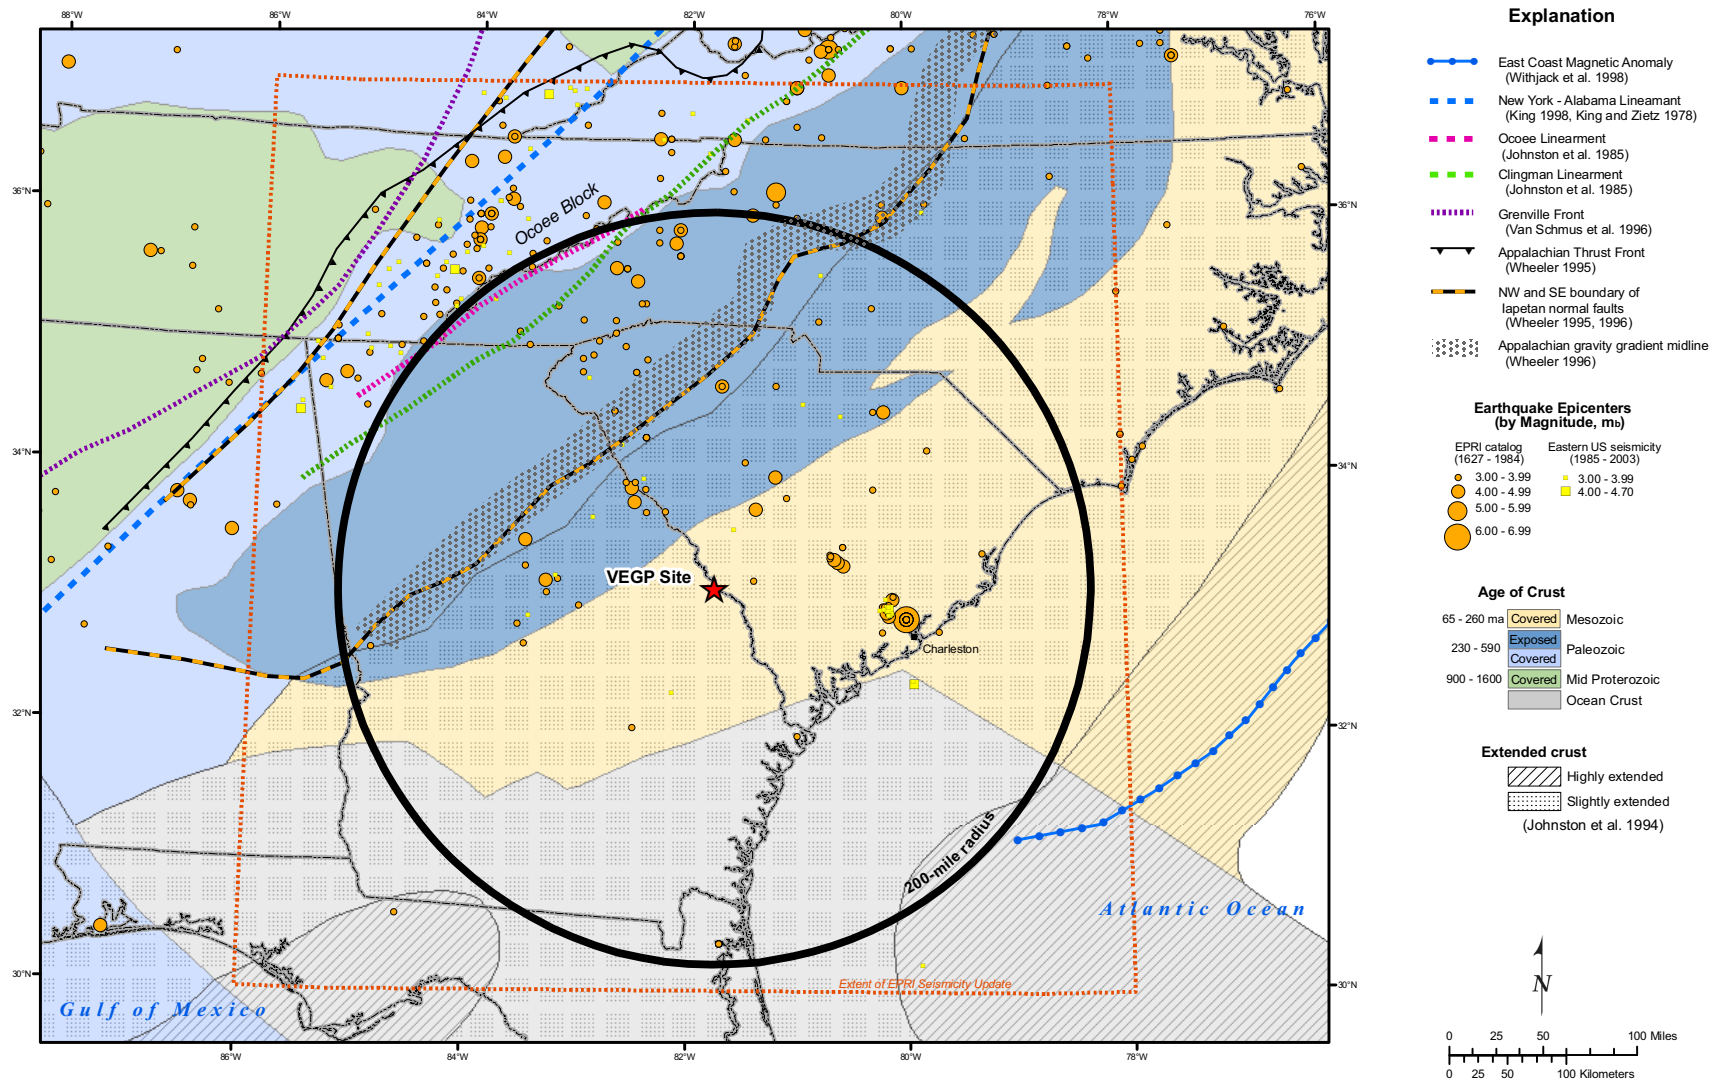 88°W
86°W
84°W
82°W
80°W
78°W
76°W
36°N
34°N
32°N
30°N
36°N
34°N
32°N
30°N
86°W
84°W
82°W
80°W
78°W
Ocoee Block
VEGP Site
Charleston
200-mile radius
Atlantic Ocean
Gulf of Mexico
Extent of EPRI Seismicity Update
Explanation
East Coast Magnetic Anomaly
(Withjack et al. 1998)
New York - Alabama Lineamant
(King 1998, King and Zietz 1978)
Ocoee Linearment
(Johnston et al. 1985)
Clingman Linearment
(Johnston et al. 1985)
Grenville Front
(Van Schmus et al. 1996)
Appalachian Thrust Front
(Wheeler 1995)
NW and SE boundary of
Iapetan normal faults
(Wheeler 1995, 1996)
Appalachian gravity gradient midline
(Wheeler 1996)
Earthquake Epicenters
(by Magnitude, mb)
EPRI catalog
(1627 - 1984)
3.00 - 3.99
4.00 - 4.99
5.00 - 5.99
6.00 - 6.99
Eastern US seismicity
(1985 - 2003)
3.00 - 3.99
4.00 - 4.70
Age of Crust
65 - 260 ma Covered Mesozoic
230 - 590 Exposed Paleozoic
Covered
900 - 1600 Covered Mid Proterozoic
Ocean Crust
Extended crust
Highly extended
Slightly extended
(Johnston et al. 1994)
N
0 25 50 100 Miles
0 25 50 100 Kilometers